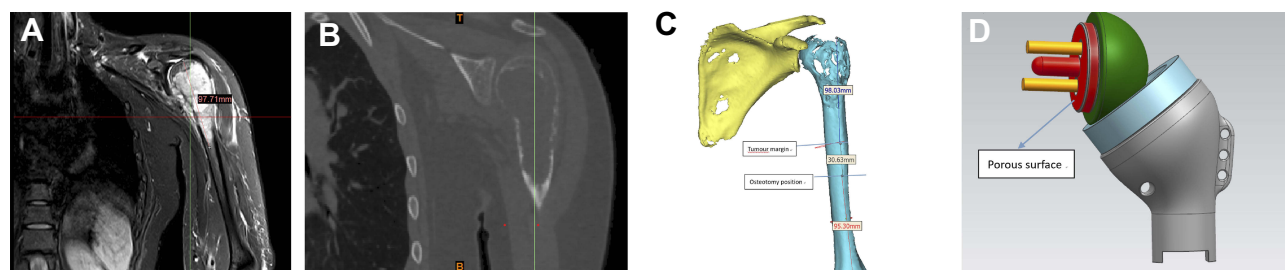 A
97.71mm
B
T
B
C
98.03mm
Tumour margin
30.63mm
Osteotomy position
95.30mm
D
Porous surface